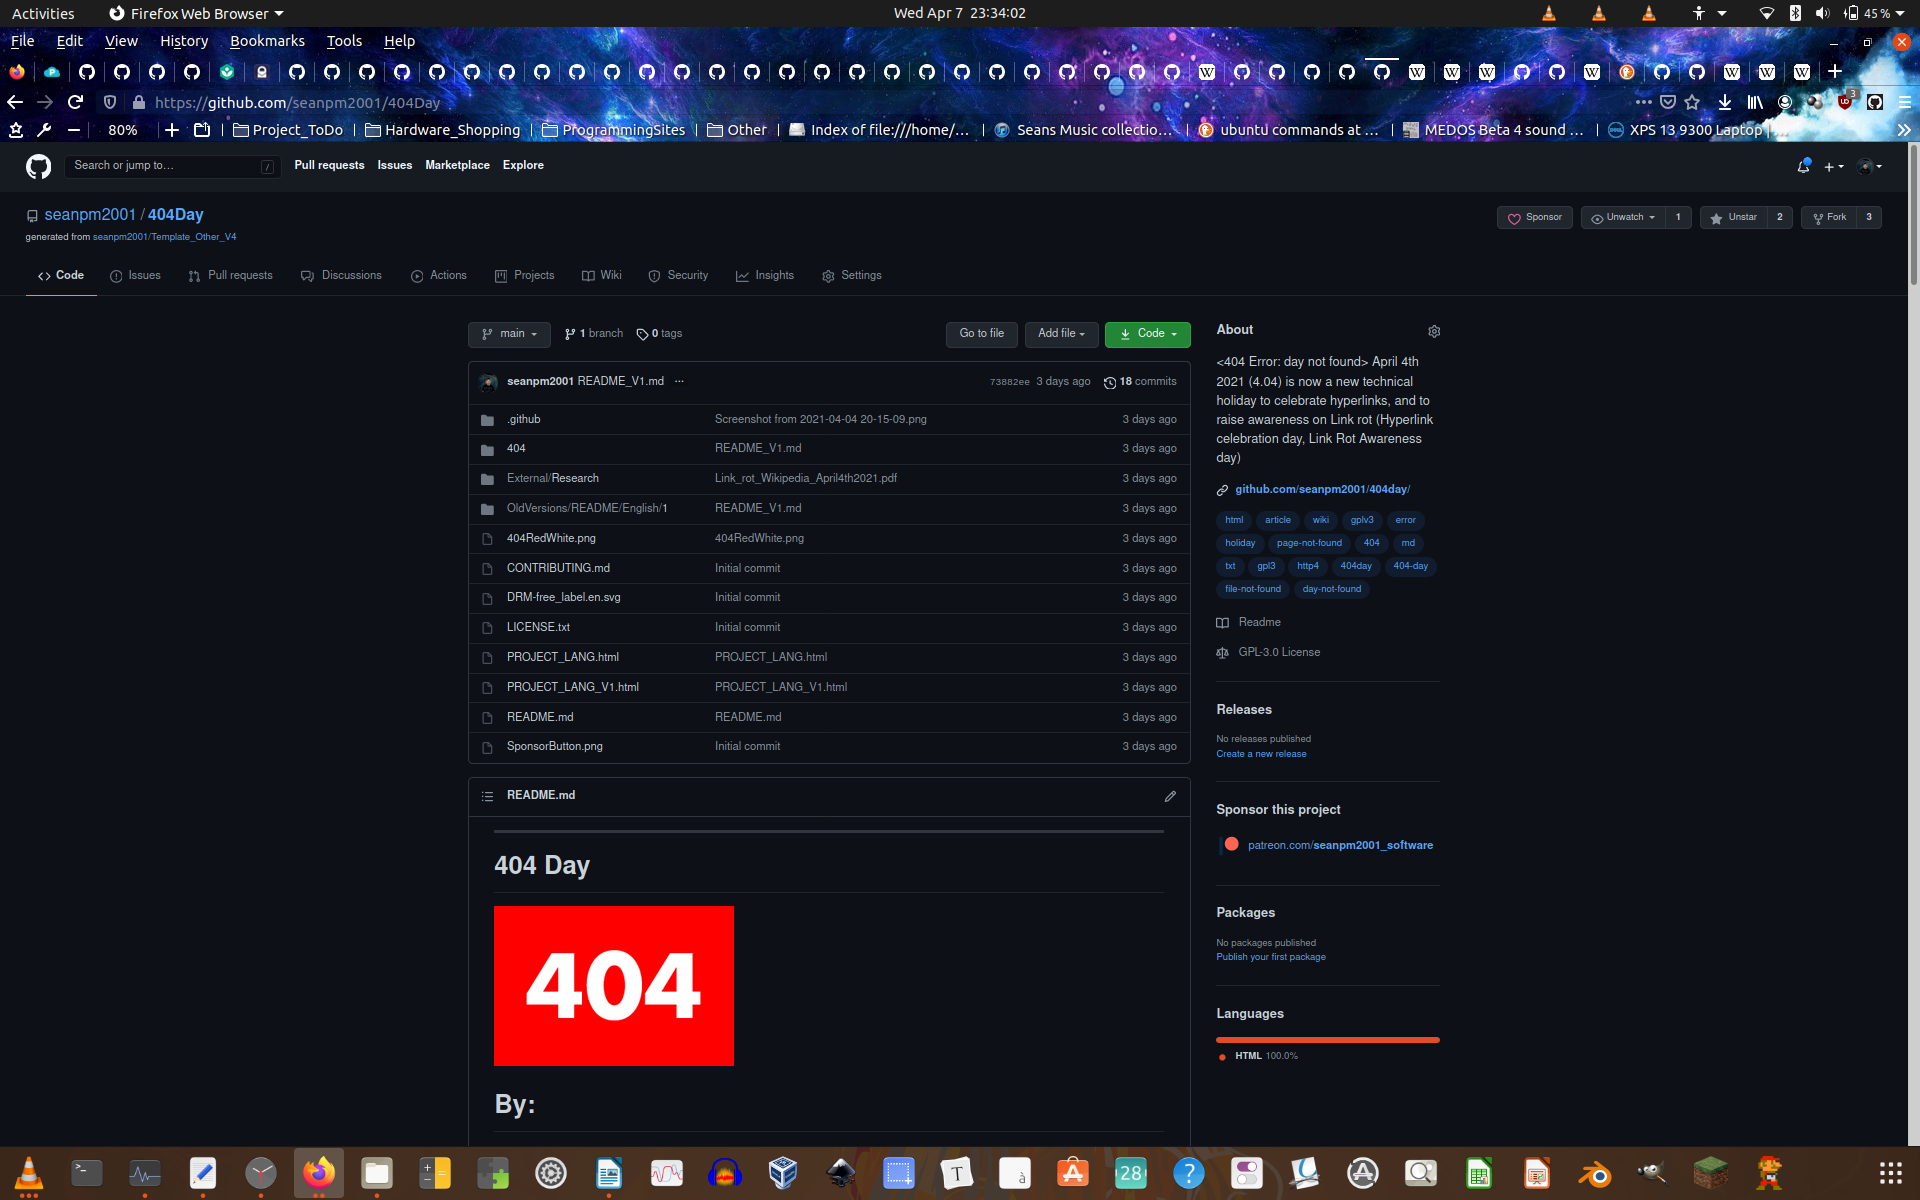 Activities
Firefox Web Browser
Wed Apr 7 23:34:02
45 %
File Edit View History Bookmarks Tools Help
https://github.com/seanpm2001/404Day
3
80%
Project_ToDo
Hardware_Shopping
ProgrammingSites
Other
Index of file:///home/...
Seans Music collectio...
ubuntu commands at ...
MEDOS Beta 4 sound ...
XPS 13 9300 Laptop |
Search or jump to...
/
Pull requests Issues Marketplace Explore
seanpm2001 / 404Day
Sponsor
Unwatch 1
Unstar 2
Fork 3
generated from seanpm2001/Template_Other_V4
Code
Issues
Pull requests
Discussions
Actions
Projects
Wiki
Security
Insights
Settings
main
1 branch
0 tags
Go to file
Add file
Code
seanpm2001 README_V1.md ...
73882ee 3 days ago
18 commits
.github Screenshot from 2021-04-04 20-15-09.png 3 days ago
404 README_V1.md 3 days ago
External/Research Link_rot_Wikipedia_April4th2021.pdf 3 days ago
OldVersions/README/English/1 README_V1.md 3 days ago
404RedWhite.png 404RedWhite.png 3 days ago
CONTRIBUTING.md Initial commit 3 days ago
DRM-free_label.en.svg Initial commit 3 days ago
LICENSE.txt Initial commit 3 days ago
PROJECT_LANG.html PROJECT_LANG.html 3 days ago
PROJECT_LANG_V1.html PROJECT_LANG_V1.html 3 days ago
README.md README.md 3 days ago
SponsorButton.png Initial commit 3 days ago
README.md
404 Day
404
By:
About
<404 Error: day not found> April 4th
2021 (4.04) is now a new technical
holiday to celebrate hyperlinks, and to
raise awareness on Link rot (Hyperlink
celebration day, Link Rot Awareness
day)
github.com/seanpm2001/404day/
html article wiki gplv3 error
holiday page-not-found 404 md
txt gpl3 http4 404day 404-day
file-not-found day-not-found
Readme
GPL-3.0 License
Releases
No releases published
Create a new release
Sponsor this project
patreon.com/seanpm2001_software
Packages
No packages published
Publish your first package
Languages
HTML 100.0%